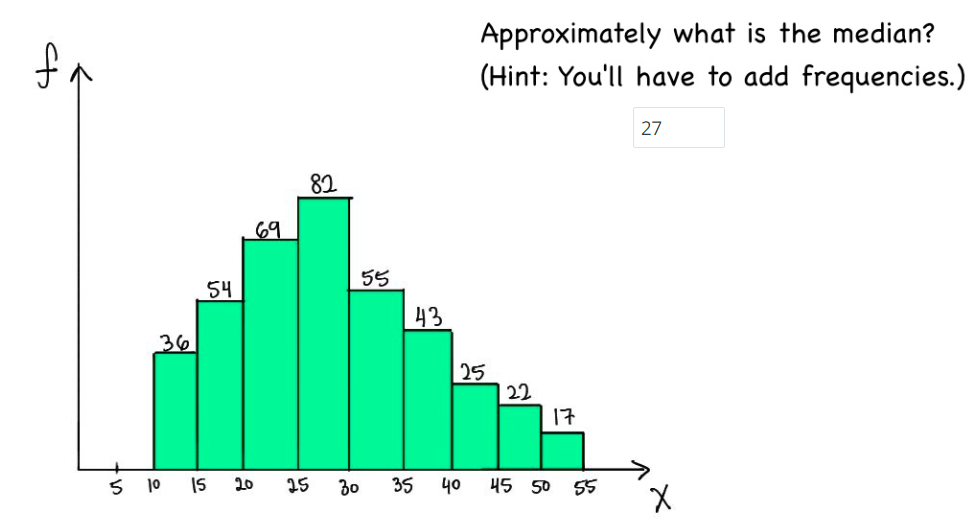 Approximately what is the median?
(Hint: You'll have to add frequencies.)
27
f
82
69
55
54
43
36
25
22
17
5 10 15 20 25 30 35 40 45 50 55
x